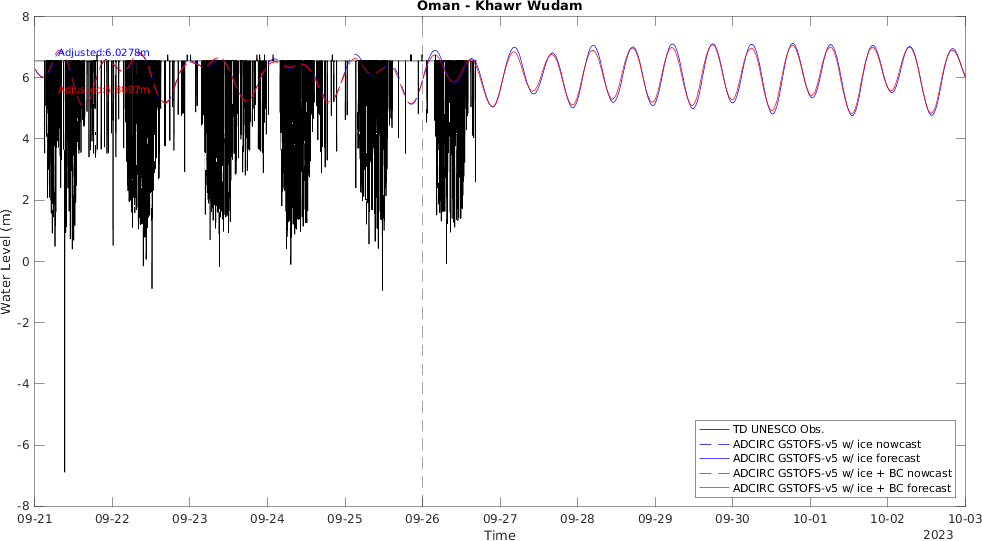 Oman - Khawr Wudam
Adjusted:6.0278m
Water Level (m)
8
6
4
2
0
-2
-4
-6
-8
TD UNESCO Obs.
ADCIRC GSTOFS-v5 w/ ice nowcast
ADCIRC GSTOFS-v5 w/ ice forecast
ADCIRC GSTOFS-v5 w/ ice + BC nowcast
ADCIRC GSTOFS-v5 w/ ice + BC forecast
09-21 09-22 09-23 09-24 09-25 09-26 09-27 09-28 09-29 09-30 10-01 10-02 10-03
Time
2023